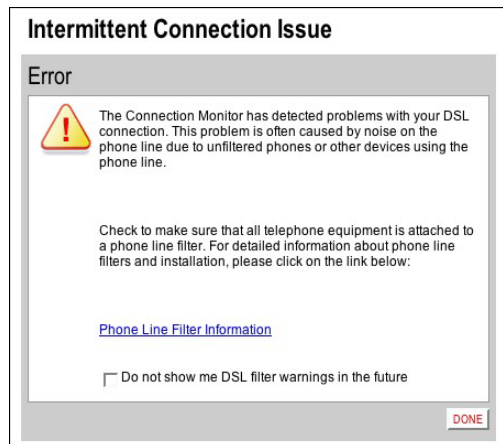 Intermittent Connection Issue
Error
The Connection Monitor has detected problems with your DSL
connection. This problem is often caused by noise on the
phone line due to unfiltered phones or other devices using the
phone line.
Check to make sure that all telephone equipment is attached to
a phone line filter. For detailed information about phone line
filters and installation, please click on the link below:
Phone Line Filter Information
Do not show me DSL filter warnings in the future
DONE